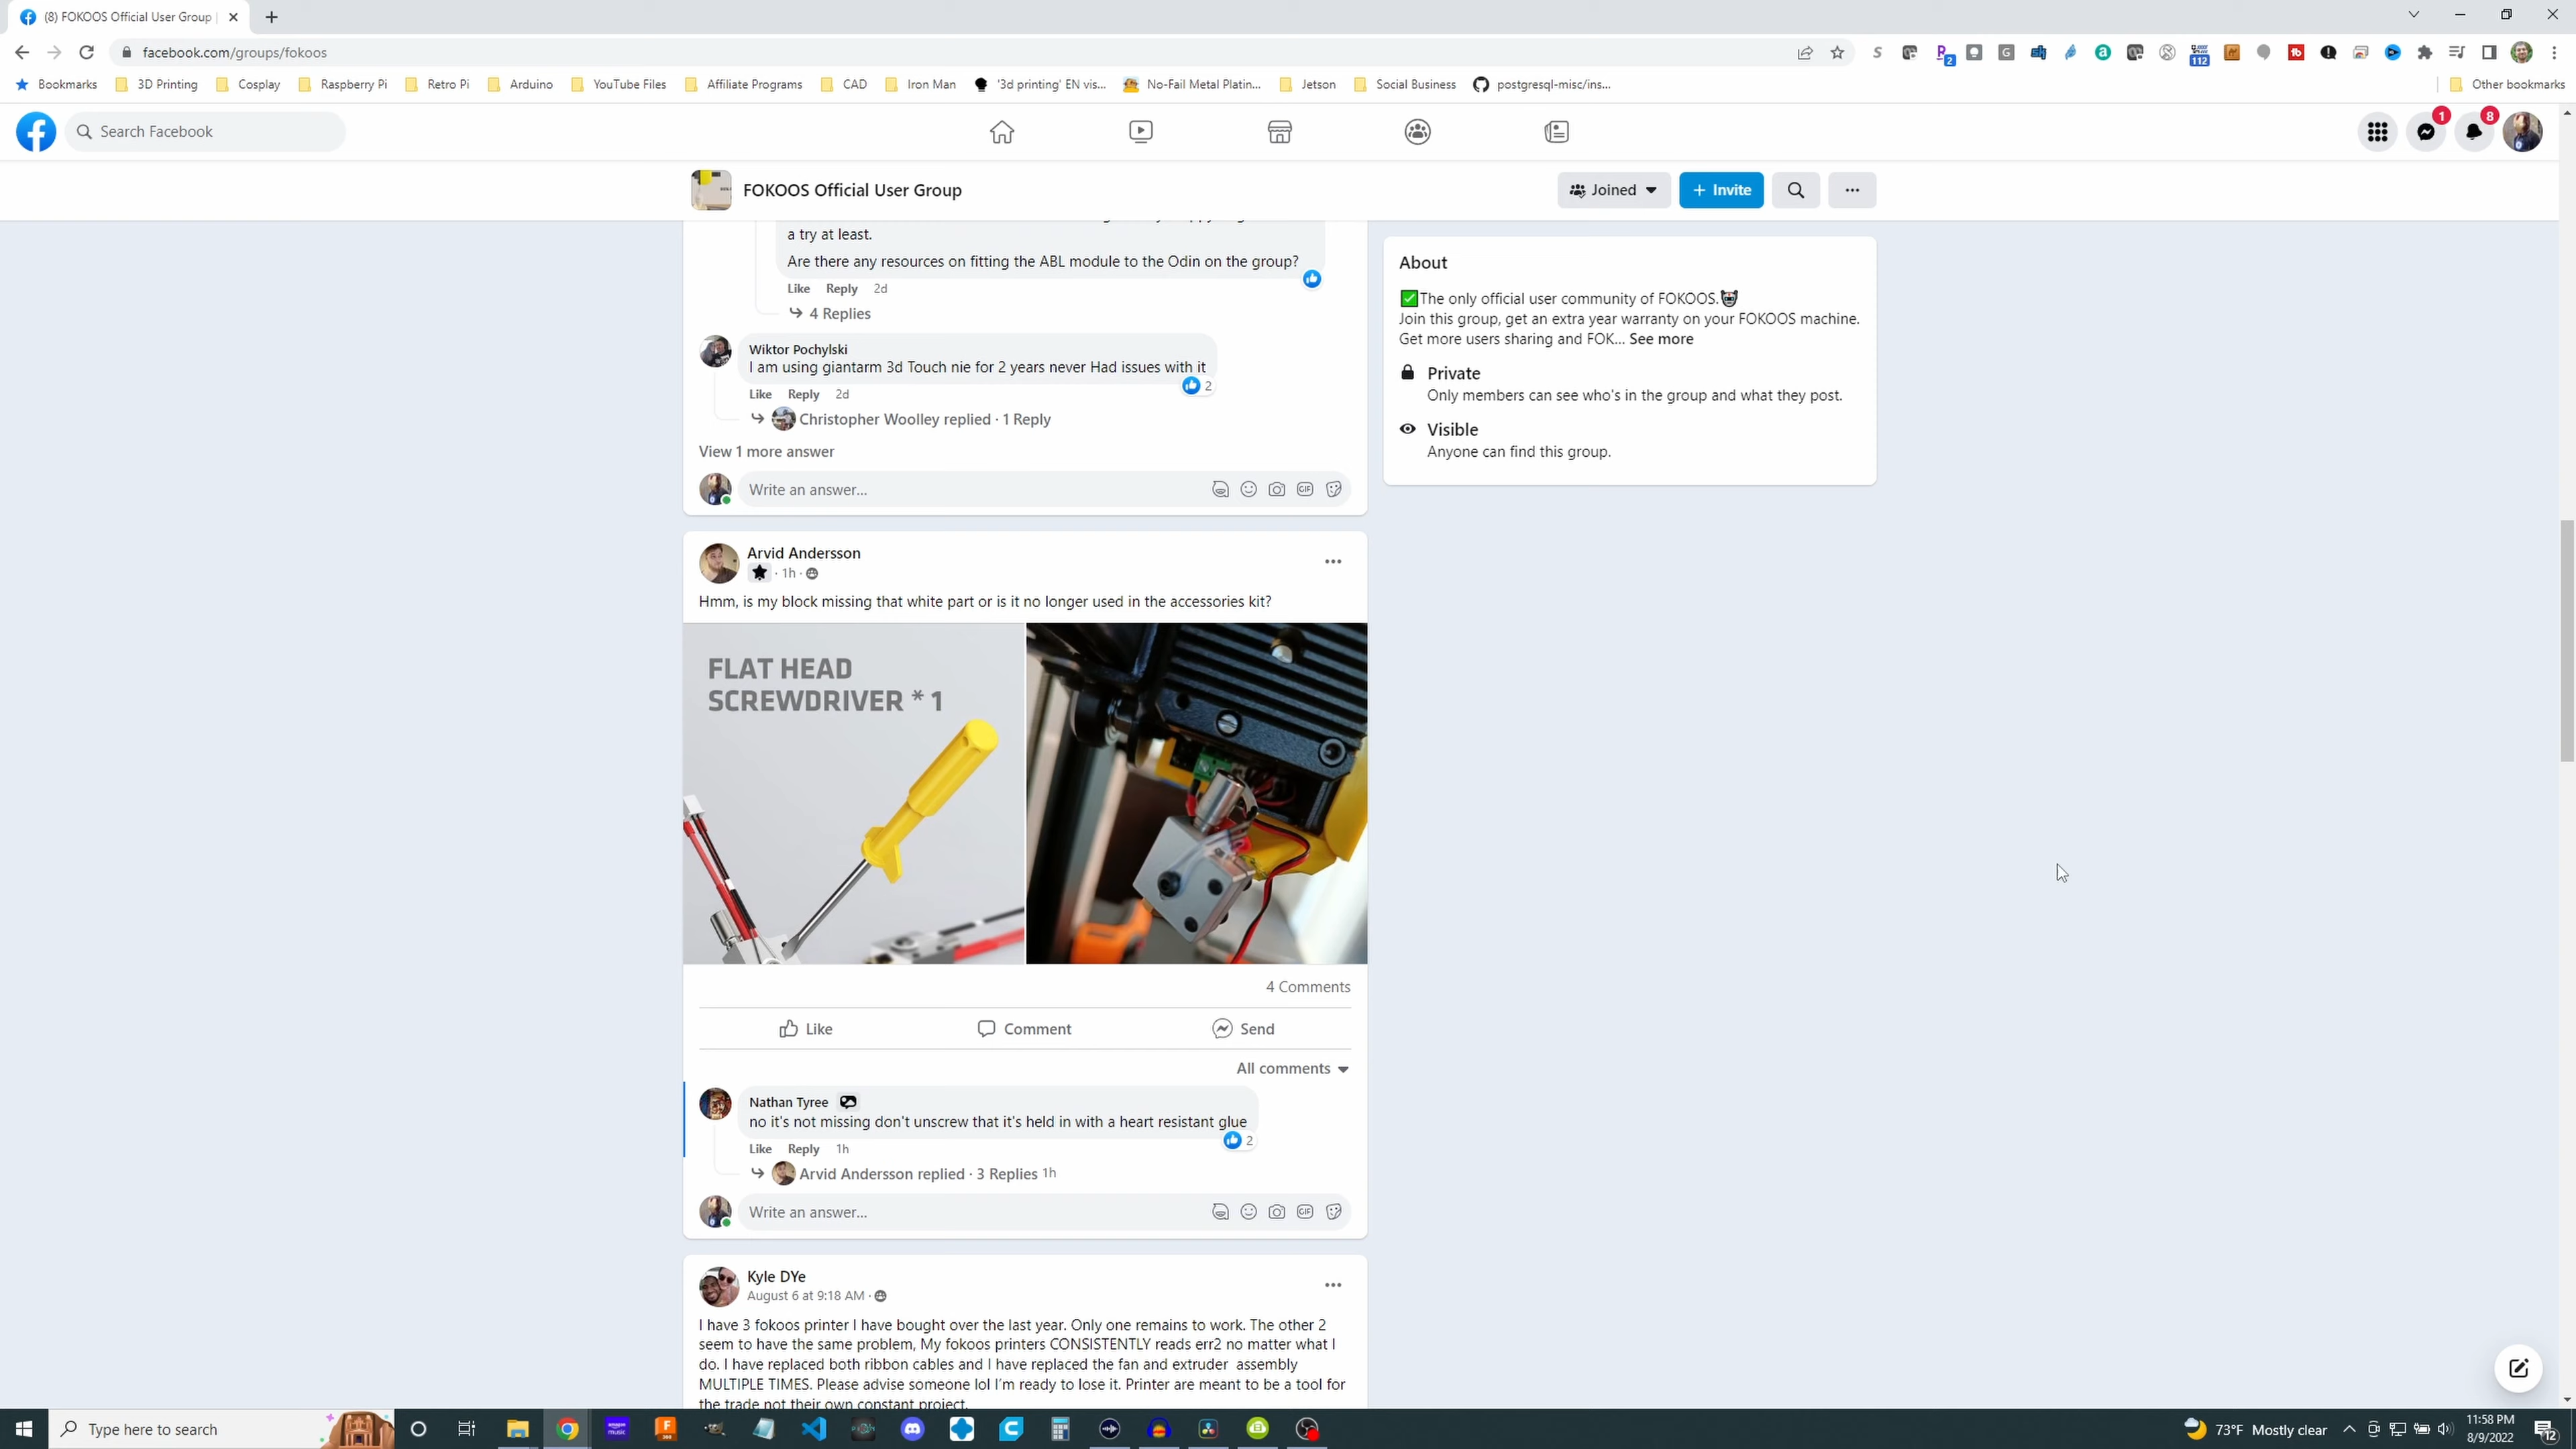 (8) FOKOOS Official User Group
facebook.com/groups/fokoos
2
112
Bookmarks 3D Printing Cosplay Raspberry Pi Retro Pi Arduino YouTube Files Affiliate Programs CAD Iron Man '3d printing' EN vis... No-Fail Metal Platin... Jetson Social Business postgresql-misc/ins... Other bookmarks
Search Facebook
1
8
FOKOOS Official User Group
Joined
+ Invite
a try at least.
Are there any resources on fitting the ABL module to the Odin on the group?
Like Reply 2d
4 Replies
Wiktor Pochylski
I am using giantarm 3d Touch nie for 2 years never Had issues with it
2
Like Reply 2d
Christopher Woolley replied · 1 Reply
View 1 more answer
Write an answer...
GIF
About
✅The only official user community of FOKOOS.
Join this group, get an extra year warranty on your FOKOOS machine.
Get more users sharing and FOK... See more
Private
Only members can see who's in the group and what they post.
Visible
Anyone can find this group.
Arvid Andersson
· 1h ·
Hmm, is my block missing that white part or is it no longer used in the accessories kit?
FLAT HEAD
SCREWDRIVER * 1
4 Comments
Like Comment Send
All comments
Nathan Tyree
no it's not missing don't unscrew that it's held in with a heart resistant glue
2
Like Reply 1h
Arvid Andersson replied · 3 Replies 1h
Write an answer...
GIF
Kyle DYe
August 6 at 9:18 AM ·
I have 3 fokoos printer I have bought over the last year. Only one remains to work. The other 2
seem to have the same problem, My fokoos printers CONSISTENTLY reads err2 no matter what I
do. I have replaced both ribbon cables and I have replaced the fan and extruder assembly
MULTIPLE TIMES. Please advise someone lol I'm ready to lose it. Printer are meant to be a tool for
the trade not their own constant project.
Type here to search
73°F Mostly clear
11:58 PM
8/9/2022
12